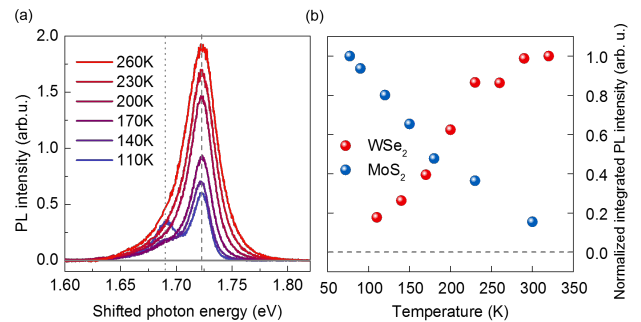 (a)
PL intensity (arb.u.)
2.0
1.5
1.0
0.5
0.0
260K
230K
200K
170K
140K
110K
1.60 1.65 1.70 1.75 1.80
Shifted photon energy (eV)
(b)
WSe2
MoS2
1.0
0.8
0.6
0.4
0.2
0.0
Normalized integrated PL intensity (arb. u.)
50 100 150 200 250 300 350
Temperature (K)